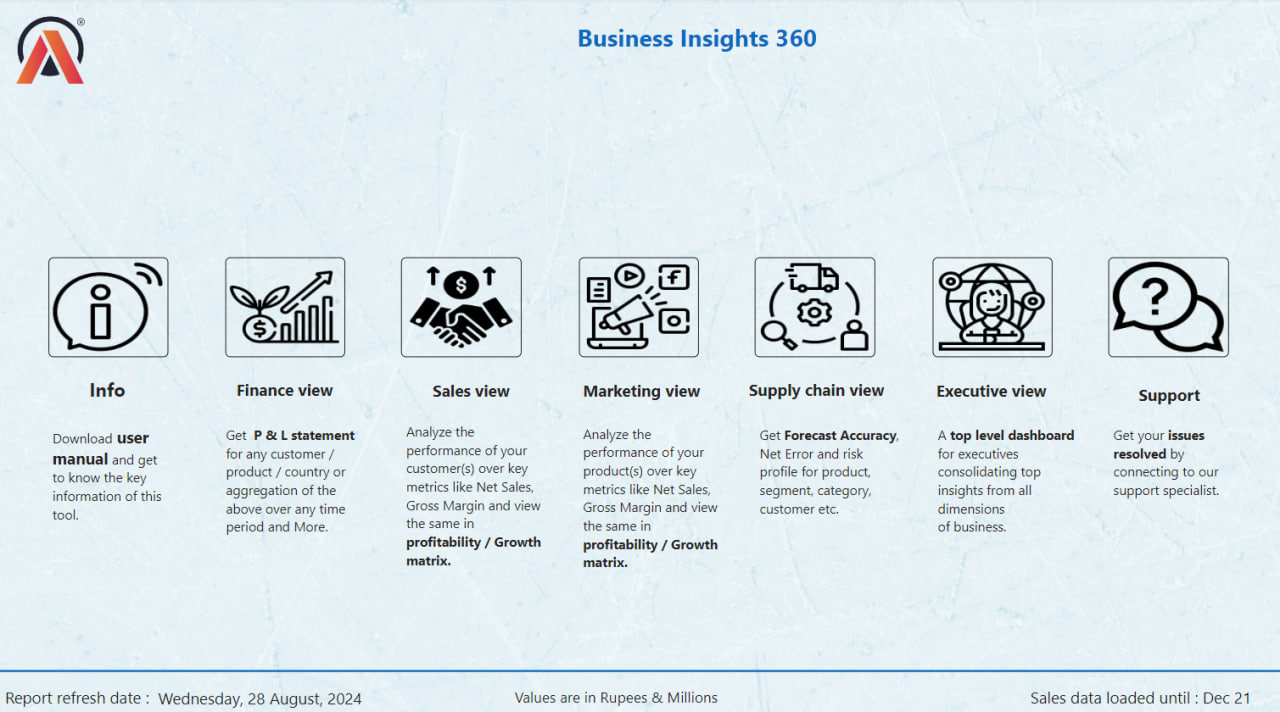 ®
Business Insights 360
Info
Download user
manual and get
to know the key
information of this
tool.
Finance view
Get P & L statement
for any customer /
product / country or
aggregation of the
above over any time
period and More.
Sales view
Analyze the
performance of your
customer(s) over key
metrics like Net Sales,
Gross Margin and view
the same in
profitability / Growth
matrix.
Marketing view
Analyze the
performance of your
product(s) over key
metrics like Net Sales,
Gross Margin and view
the same in
profitability / Growth
matrix.
Supply chain view
Get Forecast Accuracy,
Net Error and risk
profile for product,
segment, category,
customer etc.
Executive view
A top level dashboard
for executives
consolidating top
insights from all
dimensions
of business.
Support
Get your issues
resolved by
connecting to our
support specialist.
Report refresh date : Wednesday, 28 August, 2024
Values are in Rupees & Millions
Sales data loaded until : Dec 21